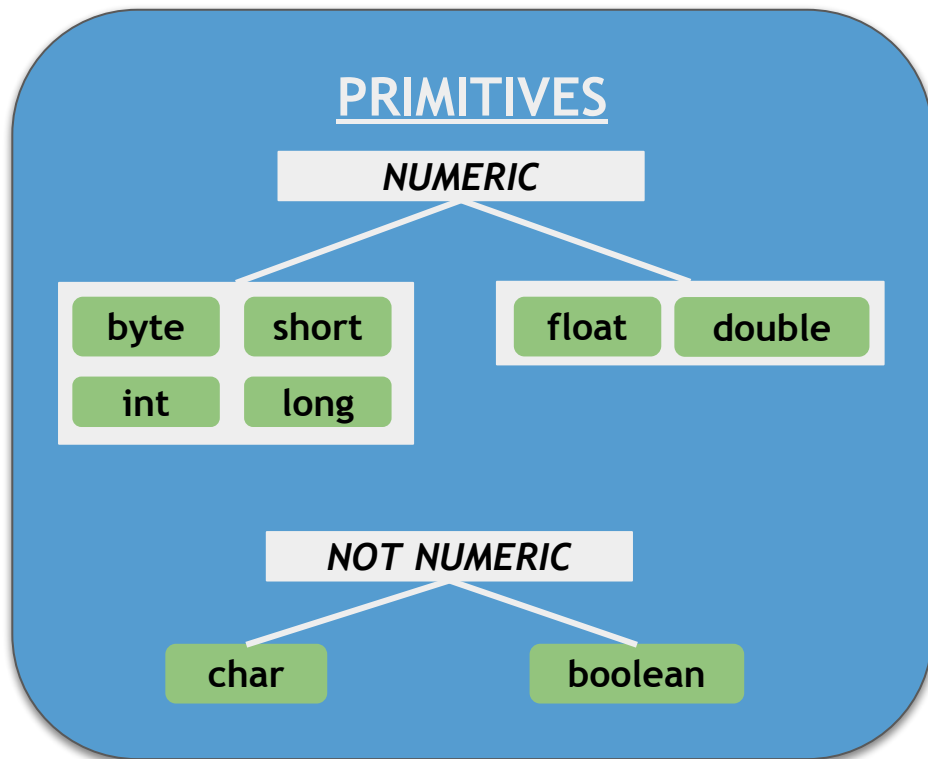 PRIMITIVES
NUMERIC
byte short
int long
float double
NOT NUMERIC
char boolean